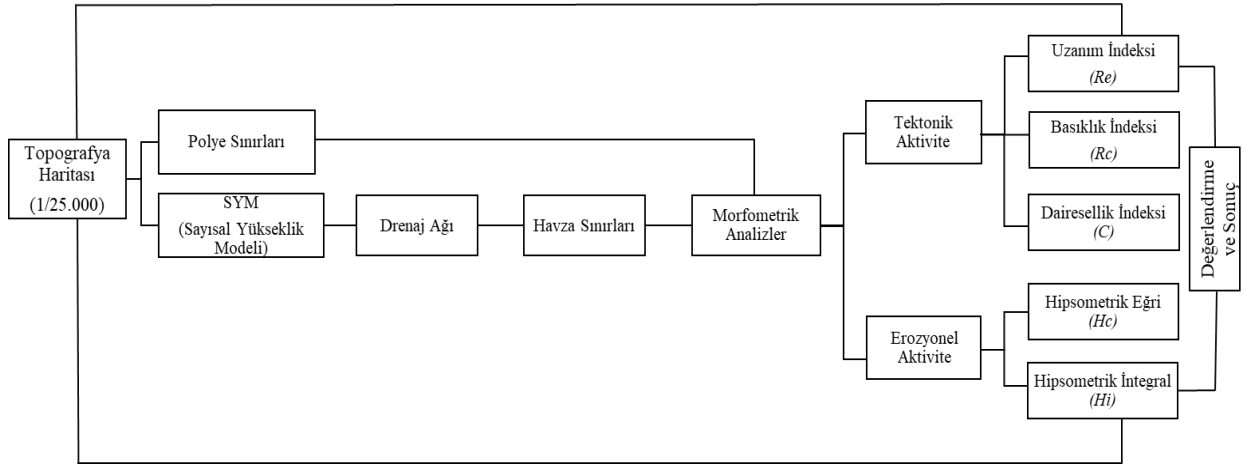 Topografya
Haritası
(1/25.000)
Polye Sınırları
SYM
(Sayısal Yükseklik
Modeli)
Drenaj Ağı
Havza Sınırları
Morfometrik
Analizler
Tektonik
Aktivite
Erozyonel
Aktivite
Uzanım İndeksi
(Re)
Basıklık İndeksi
(Rc)
Dairesellik İndeksi
(C)
Hipsometrik Eğri
(Hc)
Hipsometrik İntegral
(Hi)
Değerlendirme
ve Sonuç